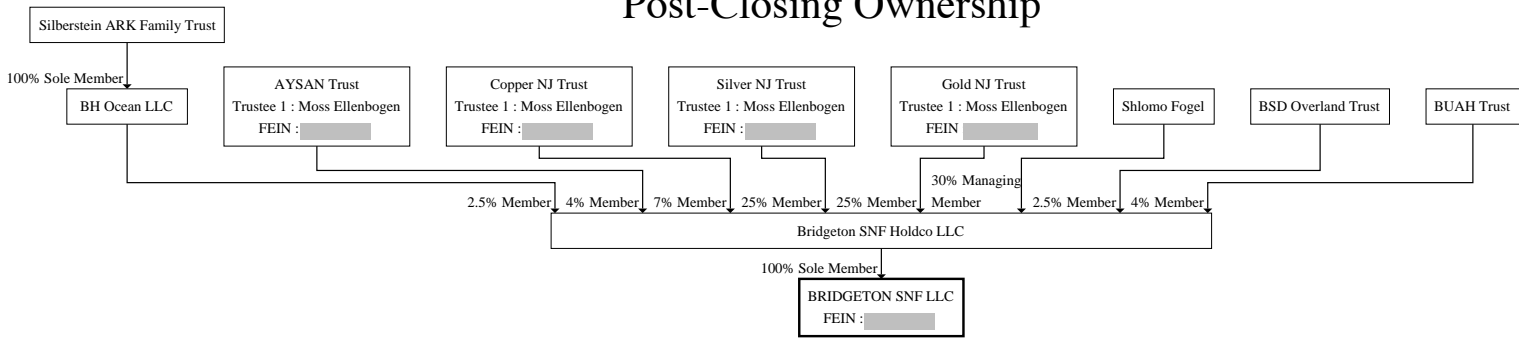 Post-Closing Ownership
Silberstein ARK Family Trust
100% Sole Member
BH Ocean LLC
AYSAN Trust
Trustee 1 : Moss Ellenbogen
FEIN :
Copper NJ Trust
Trustee 1 : Moss Ellenbogen
FEIN :
Silver NJ Trust
Trustee 1 : Moss Ellenbogen
FEIN :
Gold NJ Trust
Trustee 1 : Moss Ellenbogen
FEIN
Shlomo Fogel
BSD Overland Trust
BUAH Trust
2.5% Member
4% Member
7% Member
25% Member
25% Member
30% Managing
Member
2.5% Member
4% Member
Bridgeton SNF Holdco LLC
100% Sole Member
BRIDGETON SNF LLC
FEIN :